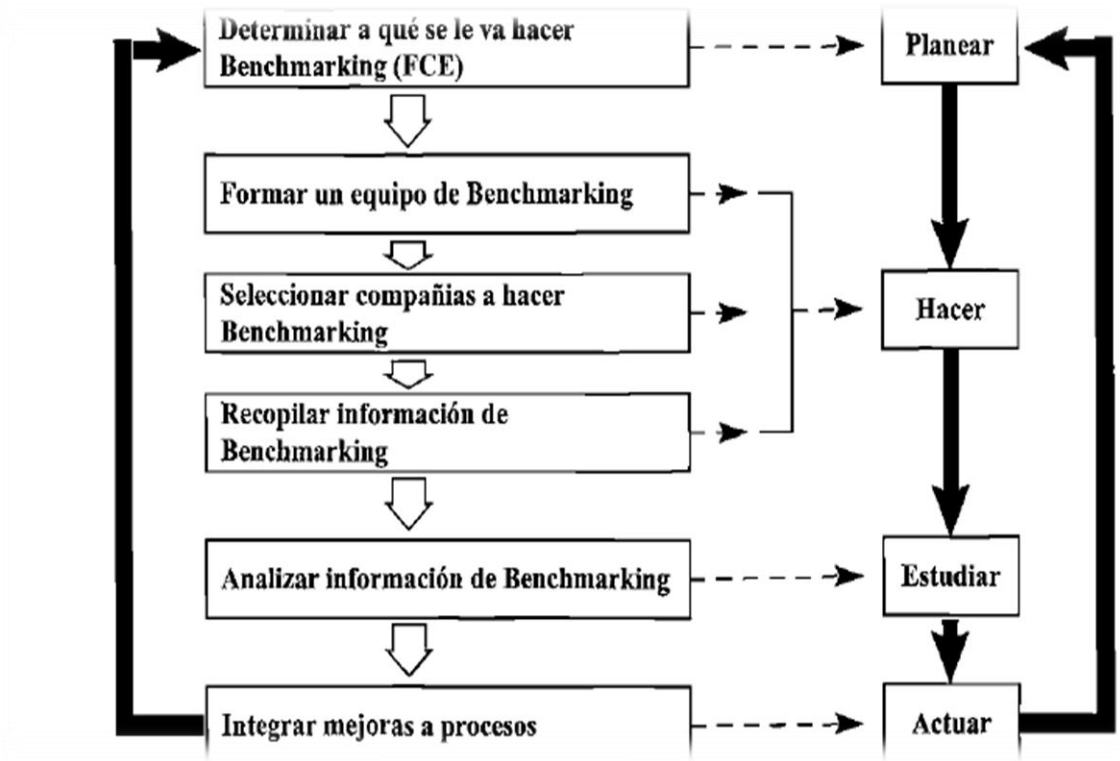 Determinar a qué se le va hacer
Benchmarking (FCE)
Planear
Formar un equipo de Benchmarking
Seleccionar compañias a hacer
Benchmarking
Hacer
Recopilar información de
Benchmarking
Analizar información de Benchmarking
Estudiar
Integrar mejoras a procesos
Actuar